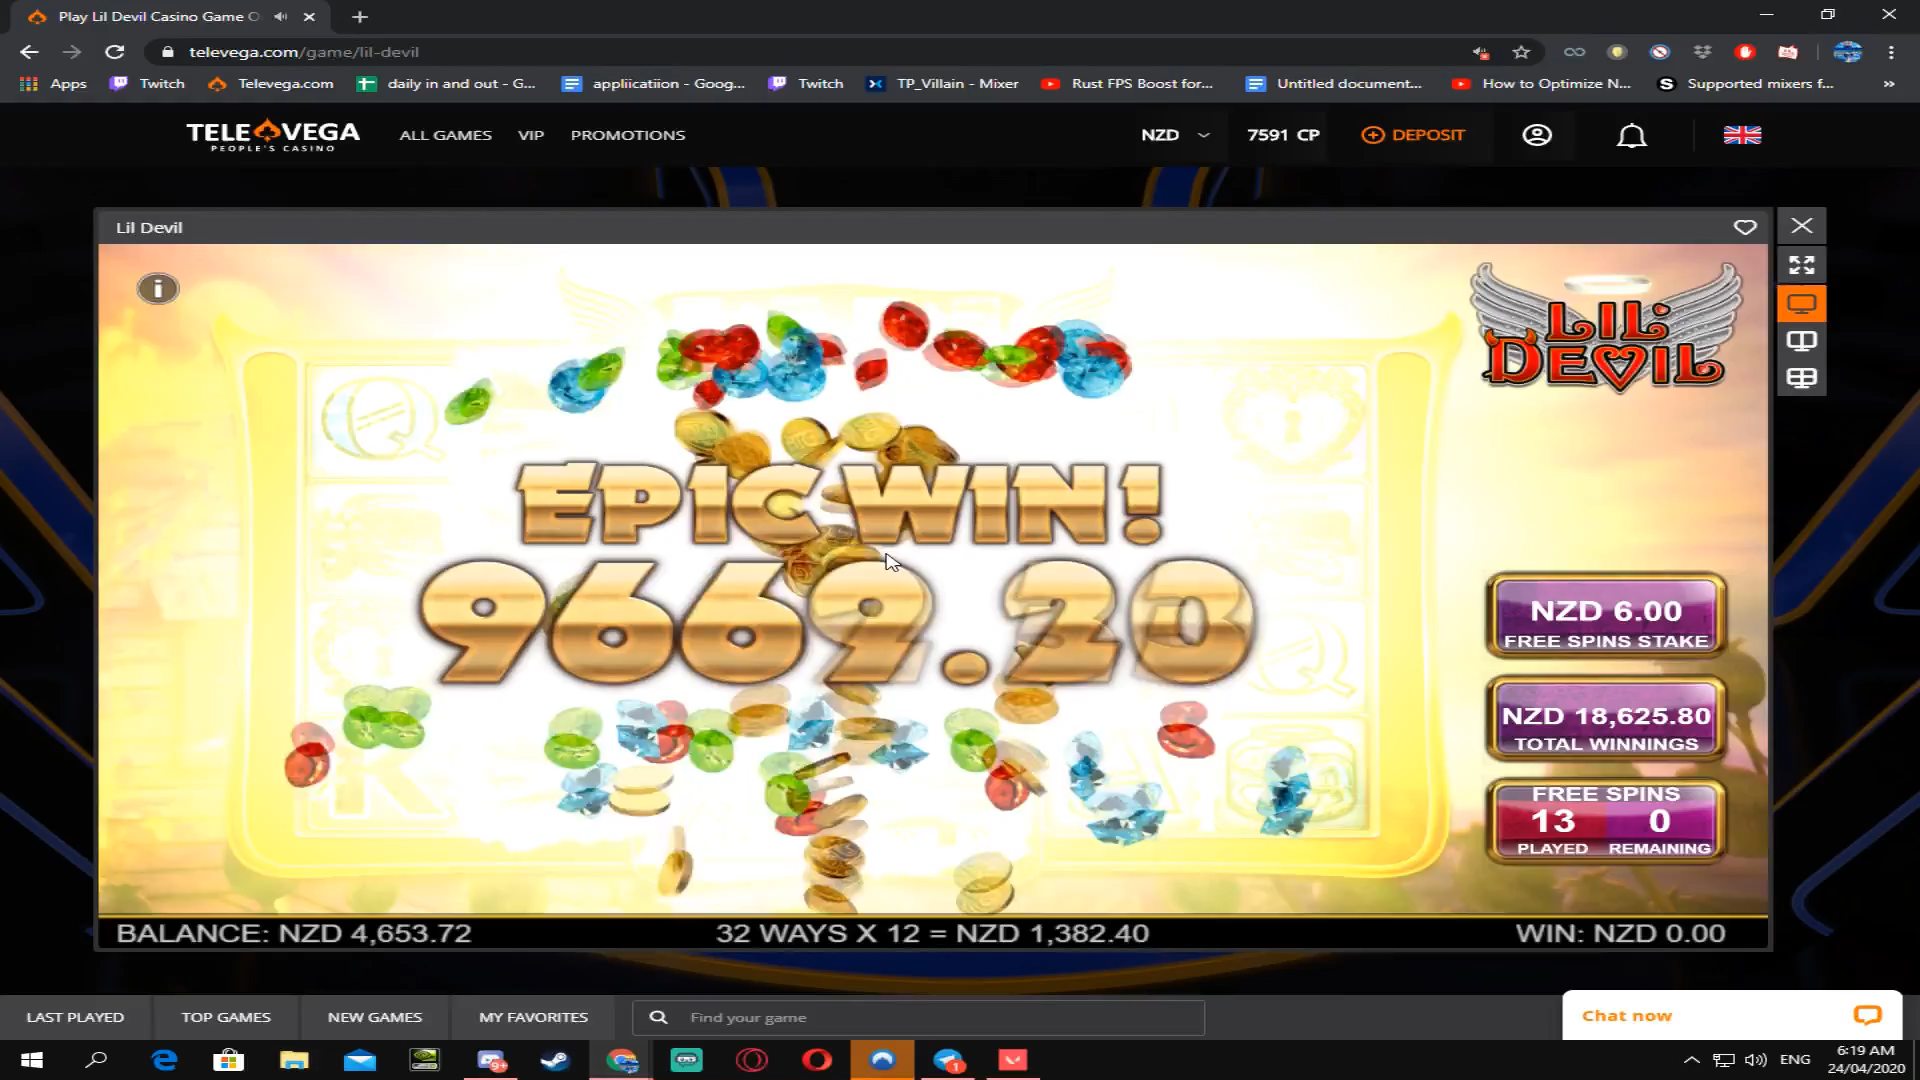 Play Lil Devil Casino Game O
televega.com/game/lil-devil
Apps Twitch Televega.com daily in and out - G... appliicatiion - Goog... Twitch TP_Villain - Mixer Rust FPS Boost for... Untitled document... How to Optimize N... Supported mixers f... »
TELEVEGA
PEOPLE'S CASINO
ALL GAMES VIP PROMOTIONS NZD 7591 CP DEPOSIT
Lil Devil
i
LIL
DEVIL
Q
EPIC WIN!
NZD 6.00
FREE SPINS STAKE
NZD 18,625.80
TOTAL WINNINGS
FREE SPINS
13 0
PLAYED REMAINING
Q
K
A
BALANCE: NZD 4,653.72 32 WAYS X 12 = NZD 1,382.40 WIN: NZD 0.00
LAST PLAYED TOP GAMES NEW GAMES MY FAVORITES Find your game Chat now
9+ 1 ENG 6:19 AM
24/04/2020